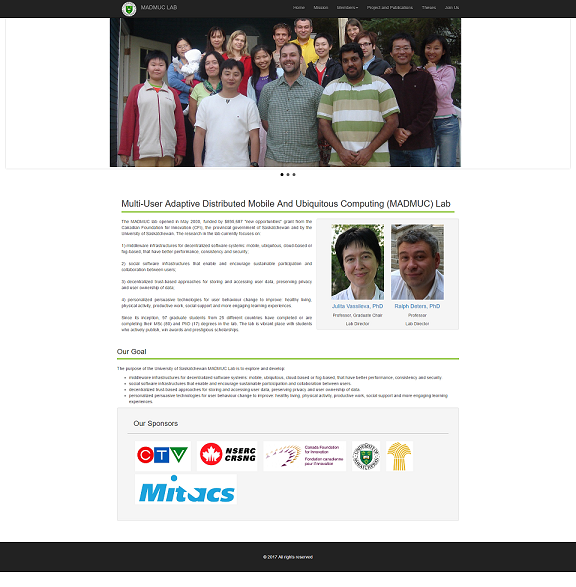 MADMUC LAB
Home Mission Members Project and Publications Theses Join Us
Multi-User Adaptive Distributed Mobile And Ubiquitous Computing (MADMUC) Lab
The MADMUC lab opened in May 2000, funded by "new opportunities" grant from the
Canadian Foundation for Innovation (CFI), the provincial government of Saskatchewan and by the
University of Saskatchewan. The research in the lab currently focuses on:
1) middleware infrastructures for decentralized software systems, mobile, ubiquitous, cloud-based or
fog-based, that have better performance, consistency and security;
2) social software infrastructures that enable and encourage sustainable participation and
collaboration between users;
3) decentralized trust-based approaches for storing and accessing user data, preserving privacy
and user ownership of data;
4) personalized persuasive technologies for user behaviour change to improve: healthy living,
physical activity, productive work, social support and more engaging learning experiences.
Since its inception, 97 graduate students from 25 different countries have completed or are
completing their MSc (80) and PhD (17) degrees in the lab. The lab is vibrant place with students
who actively publish, win awards and prestigious scholarships.
Julita Vassileva, PhD
Professor, Graduate Chair
Lab Director
Ralph Deters, PhD
Professor
Lab Director
Our Goal
The purpose of the University of Saskatchewan MADMUC Lab is to explore and develop:
middleware infrastructures for decentralized software systems, mobile, ubiquitous, cloud-based or fog-based, that have better performance, consistency and security
social software infrastructures that enable and encourage sustainable participation and collaboration between users
decentralized trust-based approaches for storing and accessing user data, preserving privacy and user ownership of data
personalized persuasive technologies for user behaviour change to improve: healthy living, physical activity, productive work, social support and more engaging learning
experiences
Our Sponsors
CTV
NSERC
CRSNG
Canada Foundation
for Innovation
Fondation canadienne
pour l'innovation
Mitacs
© 2017 All rights reserved